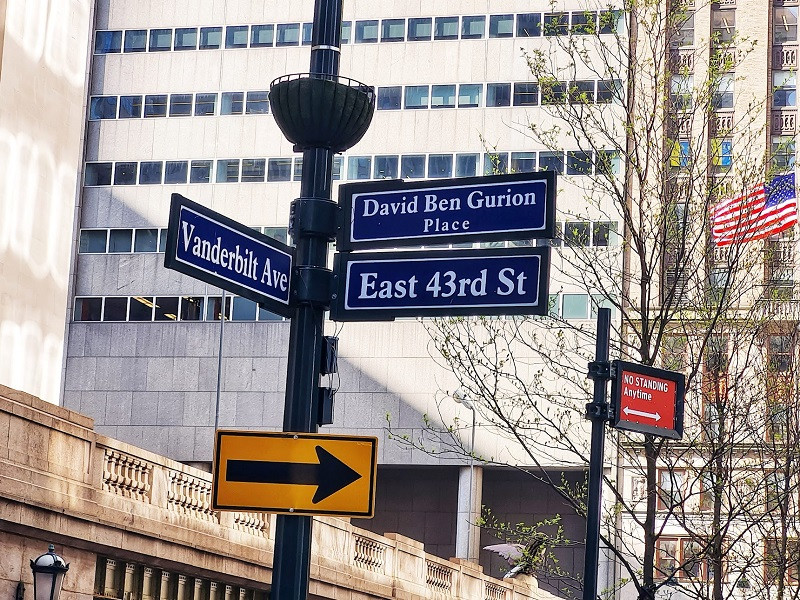 David Ben Gurion
Place
Vanderbilt Ave
East 43rd St
NO STANDING
Anytime